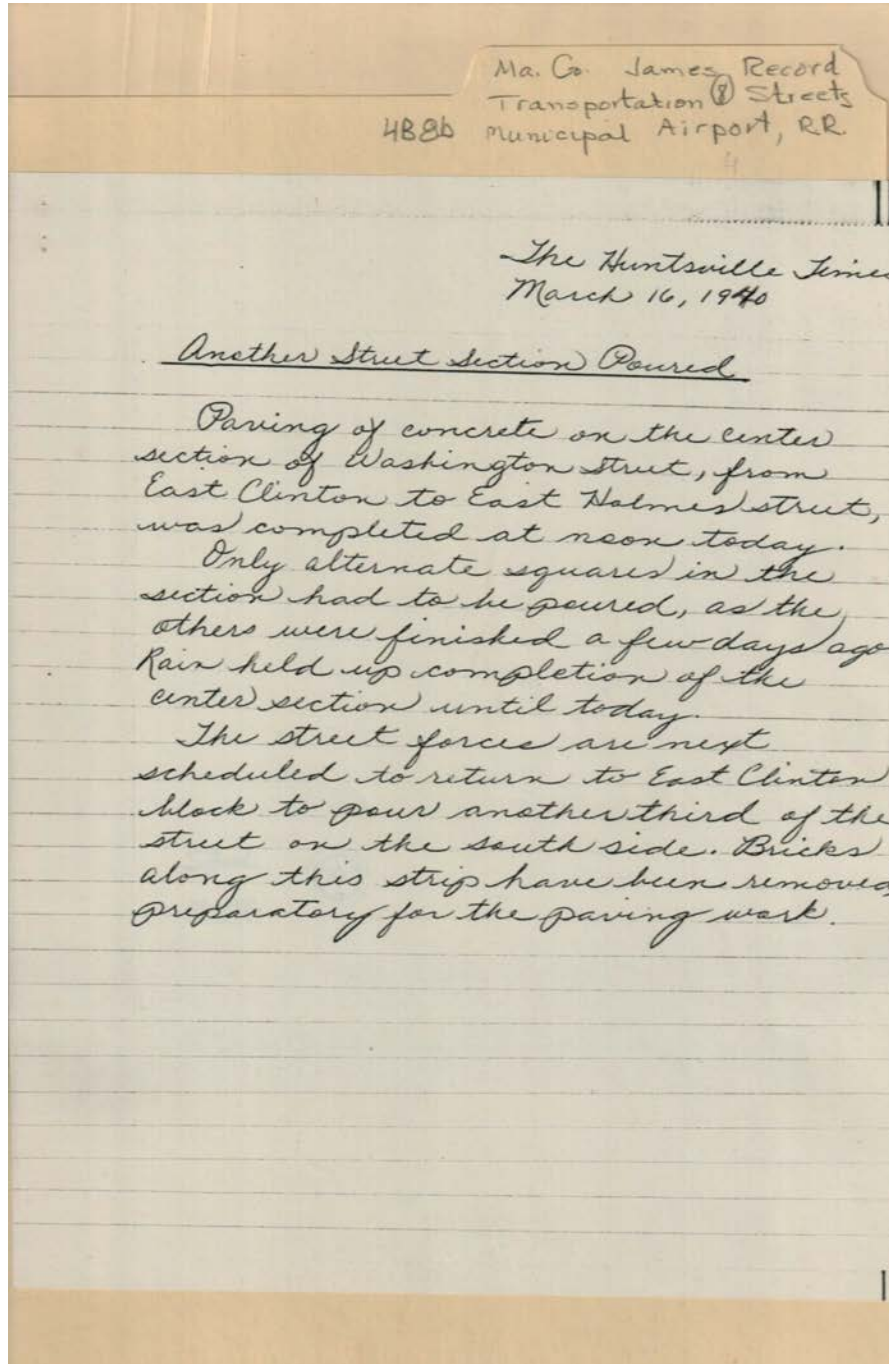 Ma. Co. James Record
Transportation 8 Streets
4B8b Municipal Airport, RR
4
The Huntsville Times
March 16, 1940
Another Street Section Poured
Paving of concrete on the center
section of Washington Street, from
East Clinton to East Holmes street,
was completed at noon today.
Only alternate squares in the
section had to be poured, as the
others were finished a few days ago
Rain held up completion of the
center section until today.
The street forces are next
scheduled to return to East Clinton
block to pour another third of the
street on the south side. Bricks
along this strip have been removed
preparatory for the paving work.